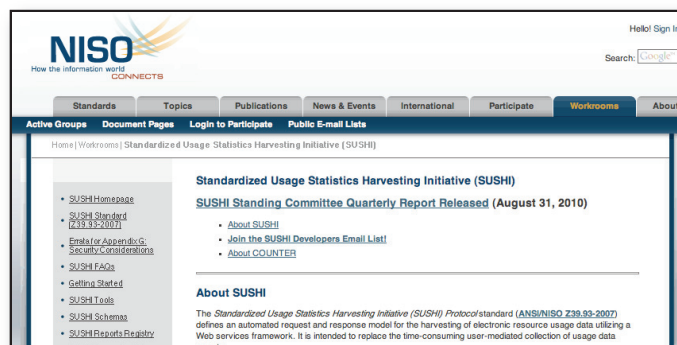 Hello! Sign In
NISO
How the information world
CONNECTS
Search: Google
Standards Topics Publications News & Events International Participate Workrooms About
Active Groups Document Pages Login to Participate Public E-mail Lists
Home | Workrooms | Standardized Usage Statistics Harvesting Initiative (SUSHI)
SUSHI Homepage
SUSHI Standard
(Z39.93-2007)
Errata for Appendix G:
Security Considerations
SUSHI FAQs
Getting Started
SUSHI Tools
SUSHI Schemas
SUSHI Reports Registry
Standardized Usage Statistics Harvesting Initiative (SUSHI)
SUSHI Standing Committee Quarterly Report Released (August 31, 2010)
About SUSHI
Join the SUSHI Developers Email List!
About COUNTER
About SUSHI
The Standardized Usage Statistics Harvesting Initiative (SUSHI) Protocol standard (ANSI/NISO Z39.93-2007)
defines an automated request and response model for the harvesting of electronic resource usage data utilizing a
Web services framework. It is intended to replace the time-consuming user-mediated collection of usage data